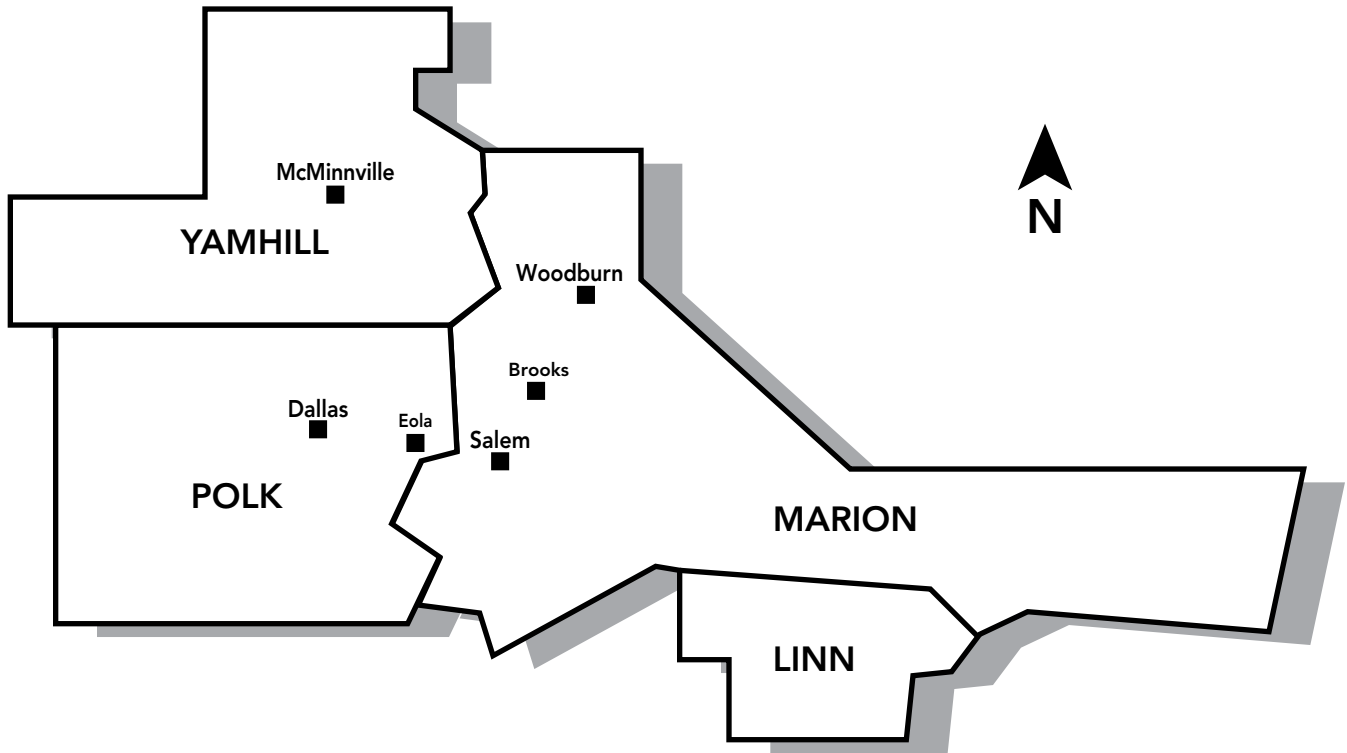 McMinnville
N
YAMHILL
Woodburn
Brooks
Dallas
Eola
Salem
POLK
MARION
LINN